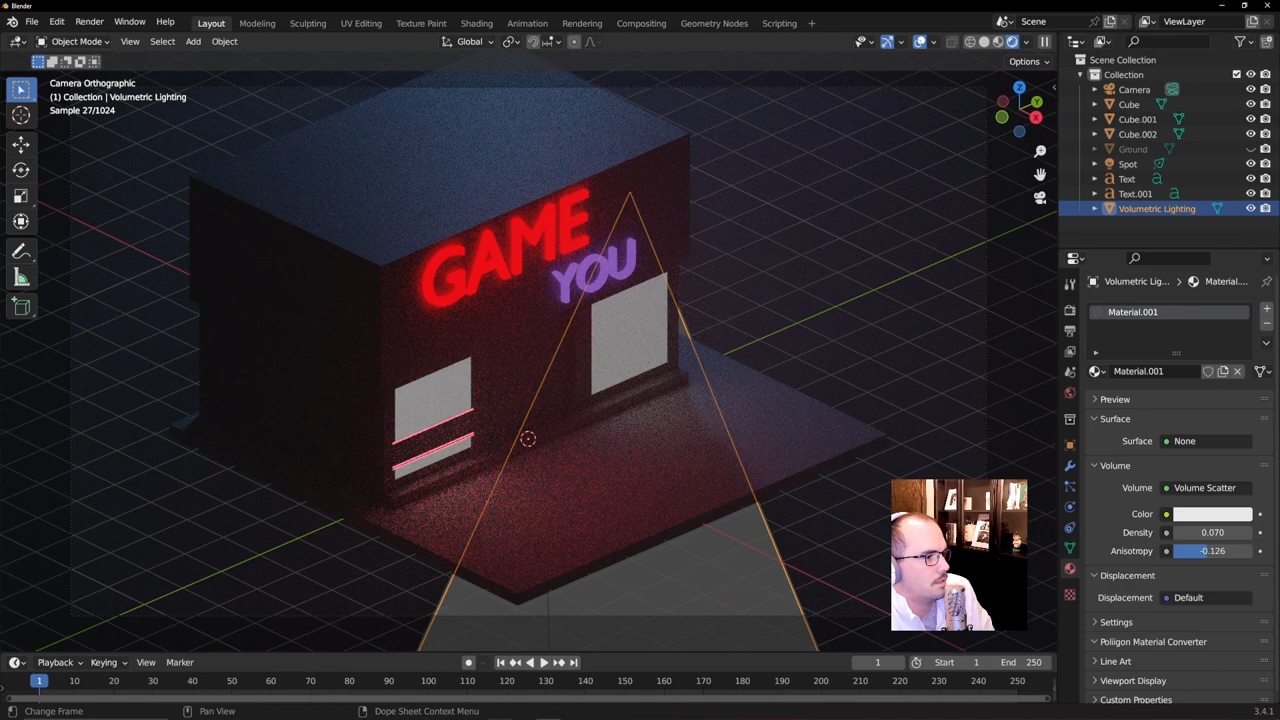 Blender
File Edit Render Window Help
Layout Modeling Sculpting UV Editing Texture Paint Shading Animation Rendering Compositing Geometry Nodes Scripting +
Scene
ViewLayer
Object Mode View Select Add Object
Global
Options
Camera Orthographic
(1) Collection | Volumetric Lighting
Sample 27/1024
Z
Y
X
GAME
YOU
Scene Collection
Collection
Camera
Cube
Cube.001
Cube.002
Ground
Spot
Text
Text.001
Volumetric Lighting
Volumetric Lig... Material....
Material.001
Material.001
Preview
Surface
Surface None
Volume
Volume Volume Scatter
Color
Density 0.070
Anisotropy -0.126
Displacement
Displacement Default
Settings
Poliigon Material Converter
Line Art
Viewport Display
Custom Properties
Playback Keying View Marker
1 Start 1 End 250
1 10 20 30 40 50 60 70 80 90 100 110 120 130 140 150 160 170 180 190 200 210 220 230 240 250
Change Frame Pan View Dope Sheet Context Menu
3.4.1